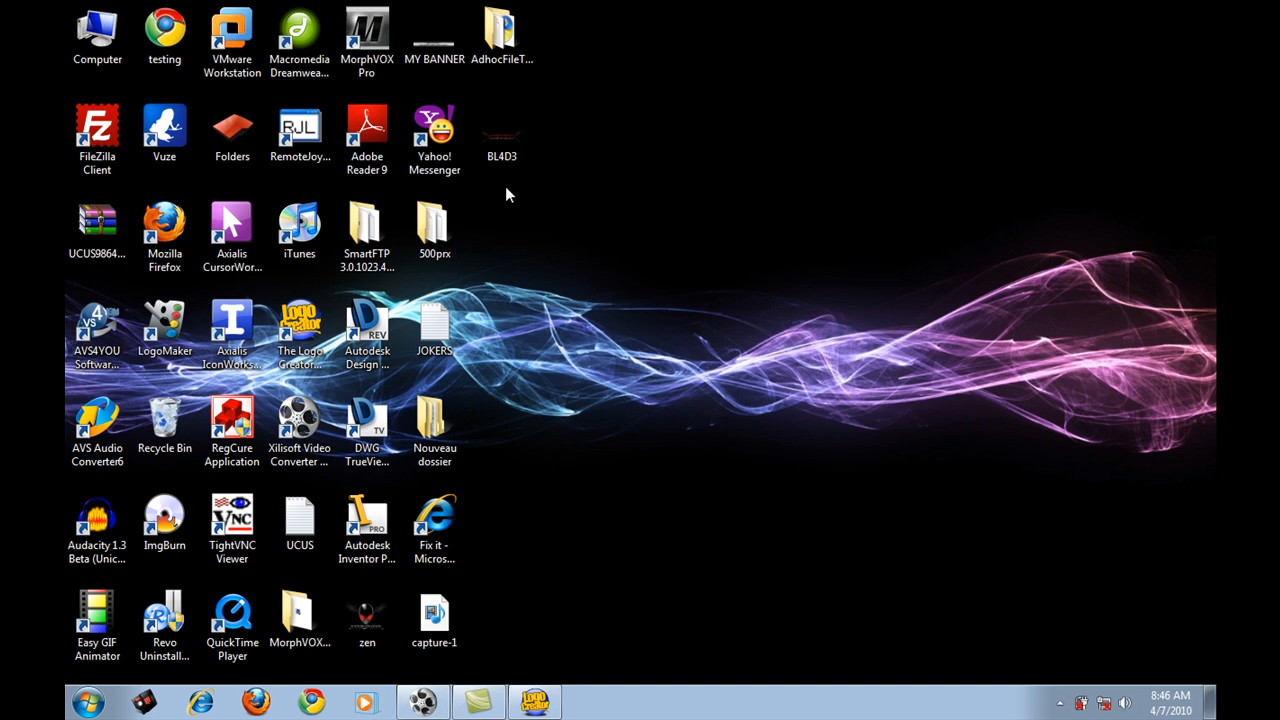 Computer
testing
VMware
Workstation
Macromedia
Dreamwea...
MorphVOX
Pro
MY BANNER
AdhocFileT...
FileZilla
Client
Vuze
Folders
RemoteJoy...
Adobe
Reader 9
Yahoo!
Messenger
BL4D3
UCUS9864...
Mozilla
Firefox
Axialis
CursorWor...
iTunes
SmartFTP
3.0.1023.4...
500prx
AVS4YOU
Softwar...
LogoMaker
Axialis
IconWorks...
The Logo
Creator...
Autodesk
Design ...
JOKERS
AVS Audio
Converter6
Recycle Bin
RegCure
Application
Xilisoft Video
Converter ...
DWG
TrueVie...
Nouveau
dossier
Audacity 1.3
Beta (Unic...
ImgBurn
TightVNC
Viewer
UCUS
Autodesk
Inventor P...
Fix it -
Micros...
Easy GIF
Animator
Revo
Uninstall...
QuickTime
Player
MorphVOX...
zen
capture-1
8:46 AM
4/7/2010